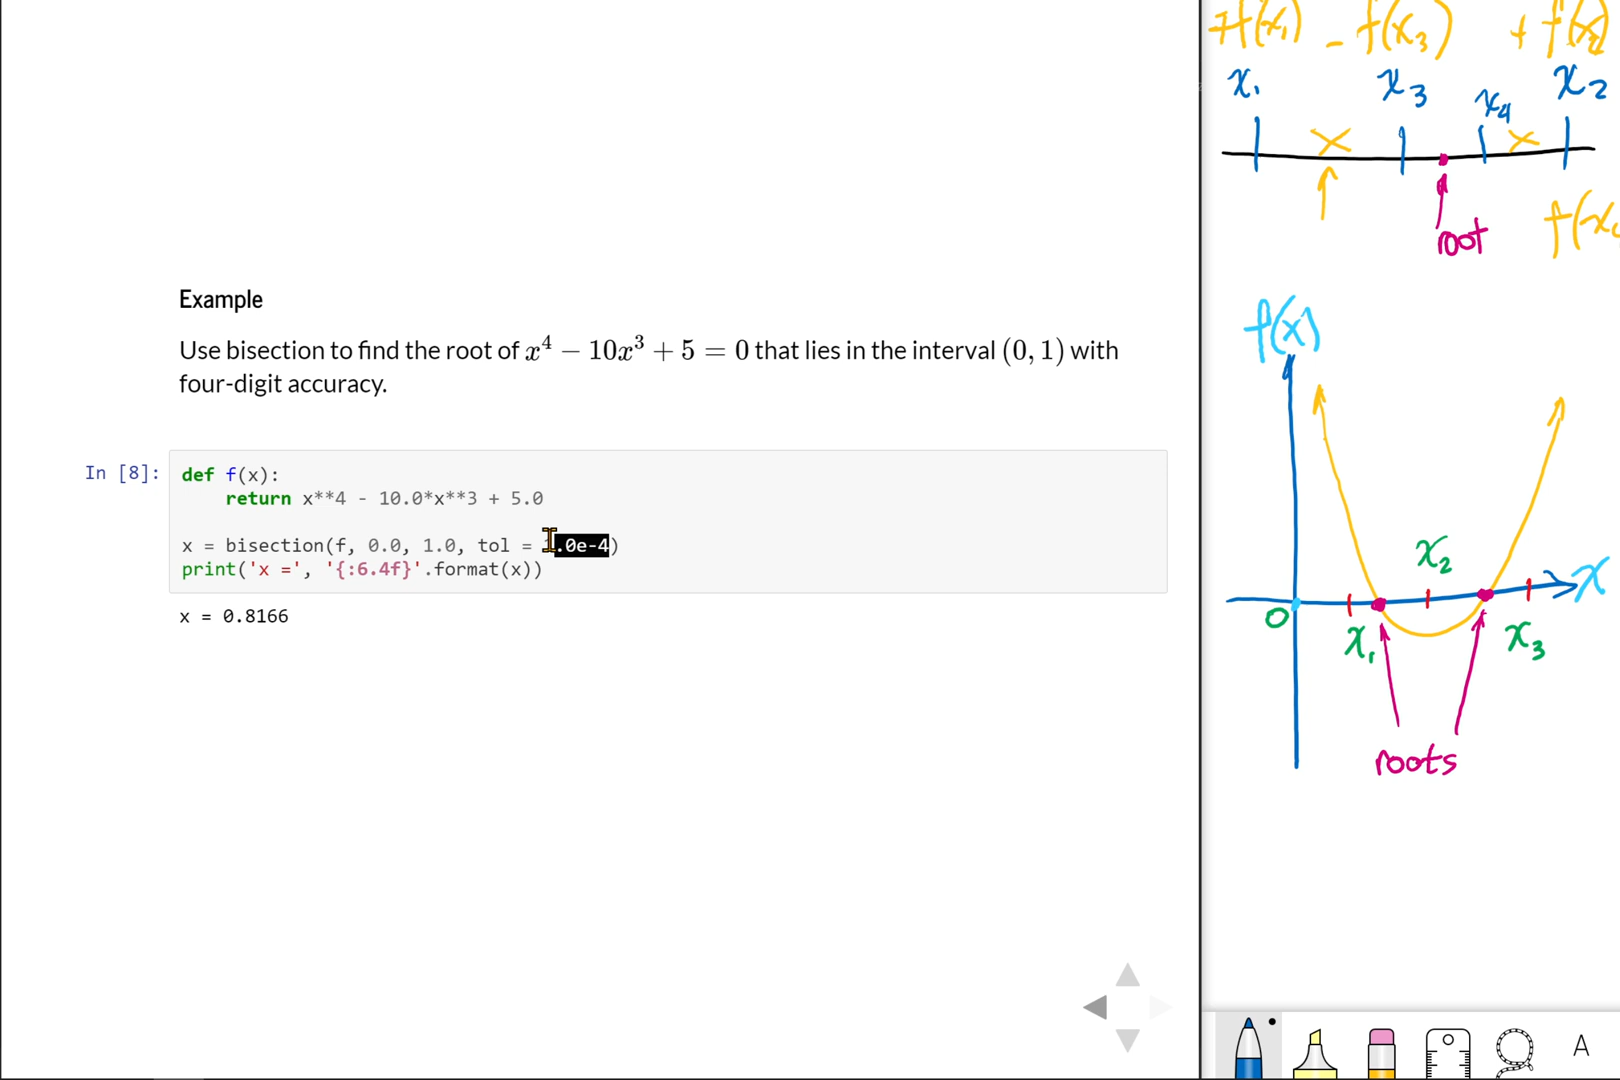 Example
Use bisection to find the root of x⁴ − 10x³ + 5 = 0 that lies in the interval (0, 1) with
four-digit accuracy.
In [8]:
def f(x):
    return x**4 - 10.0*x**3 + 5.0
x = bisection(f, 0.0, 1.0, tol = .0e-4)
print('x =', '{:6.4f}'.format(x))
x = 0.8166
f(x₁) - f(x₃) + f(x₂)
x₁ x₃ x₄ x₂
root
f(x)
x₂
x
0
x₁ x₃
roots
A